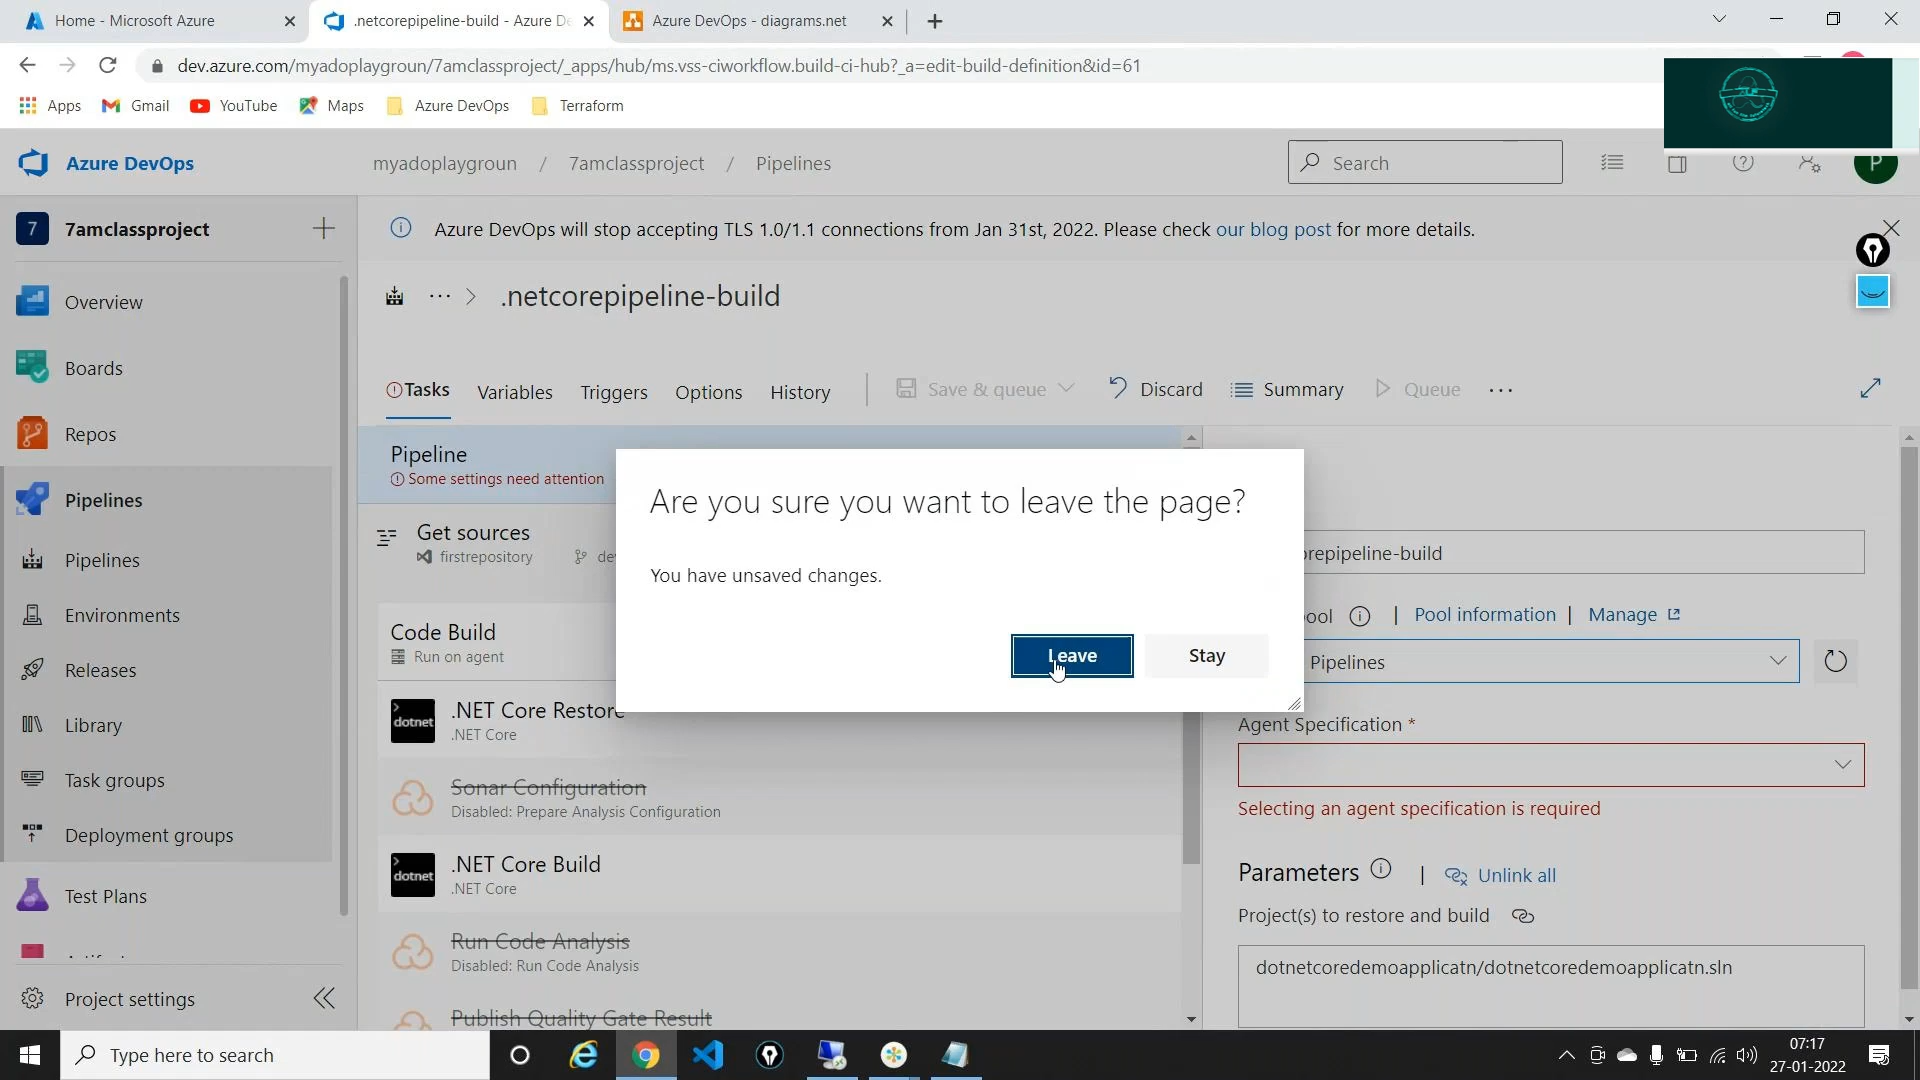 Home - Microsoft Azure
.netcorepipeline-build - Azure De
Azure DevOps - diagrams.net
dev.azure.com/myadoplaygroun/7amclassproject/_apps/hub/ms.vss-ciworkflow.build-ci-hub?_a=edit-build-definition&id=61
Apps
Gmail
YouTube
Maps
Azure DevOps
Terraform
Azure DevOps
myadoplaygroun / 7amclassproject / Pipelines
Search
P
7 7amclassproject
Azure DevOps will stop accepting TLS 1.0/1.1 connections from Jan 31st, 2022. Please check our blog post for more details.
Overview
Boards
Repos
Pipelines
Pipelines
Environments
Releases
Library
Task groups
Deployment groups
Test Plans
Project settings
... > .netcorepipeline-build
Tasks
Variables
Triggers
Options
History
Save & queue
Discard
Summary
Queue
...
Pipeline
Some settings need attention
Get sources
firstrepository
Code Build
Run on agent
.NET Core Restore
.NET Core
Sonar Configuration
Disabled: Prepare Analysis Configuration
.NET Core Build
.NET Core
Run Code Analysis
Disabled: Run Code Analysis
Publish Quality Gate Result
dotnet
dotnet
Are you sure you want to leave the page?
You have unsaved changes.
Leave
Stay
orepipeline-build
ool | Pool information | Manage
Pipelines
Agent Specification *
Selecting an agent specification is required
Parameters | Unlink all
Project(s) to restore and build
dotnetcoredemoapplicatn/dotnetcoredemoapplicatn.sln
Type here to search
07:17
27-01-2022